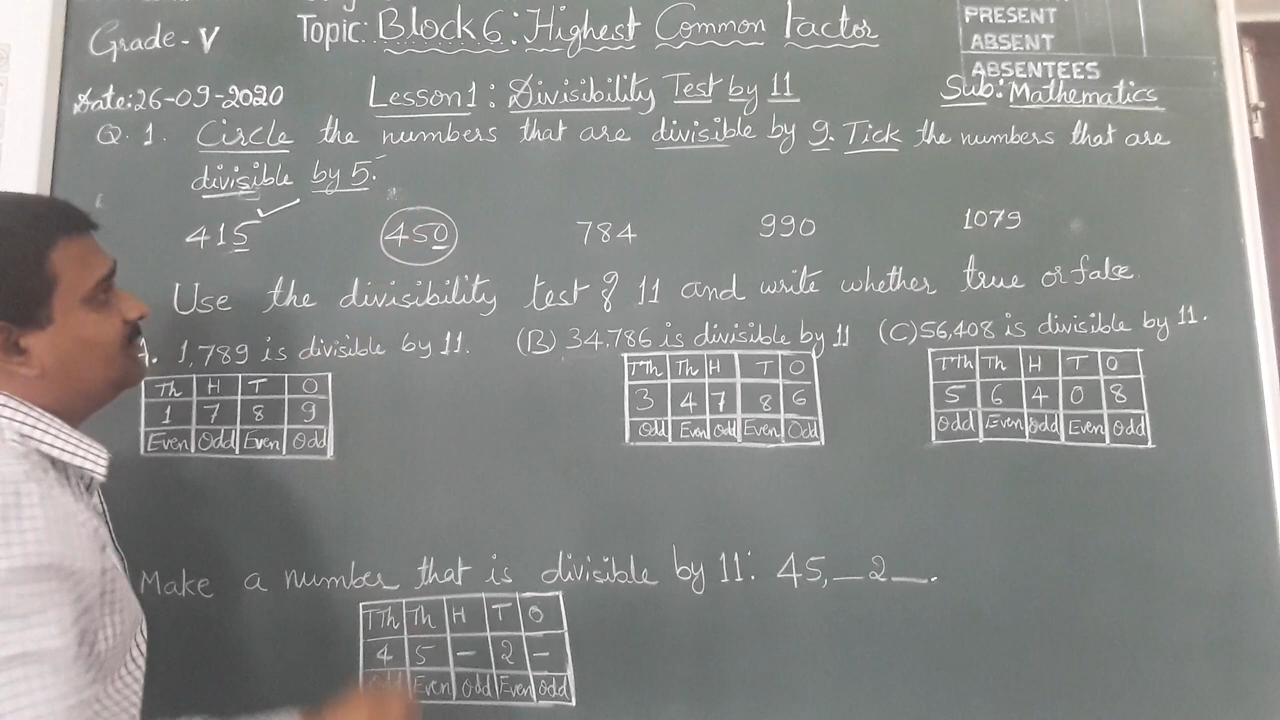 PRESENT
Grade-V Topic: Block 6: Highest Common factor
ABSENT
ABSENTEES
Date: 26-09-2020 Lesson1: Divisibility Test by 11 Sub: Mathematics
Q. 1. Circle the numbers that are divisible by 9. Tick the numbers that are
divisible by 5.
415 ✓ 450 784 990 1079
Use the divisibility test of 11 and write whether true or false.
A. 1,789 is divisible by 11. (B) 34,786 is divisible by 11 (C) 56,408 is divisible by 11.
Th H T O
1 7 8 9
Even Odd Even Odd
TTh Th H T O
3 4 7 8 6
Odd Even Odd Even Odd
TTh Th H T O
5 6 4 0 8
Odd Even Odd Even Odd
Make a number that is divisible by 11: 45,_2_.
TTh Th H T O
4 5 - 2 -
Odd Even Odd Even Odd